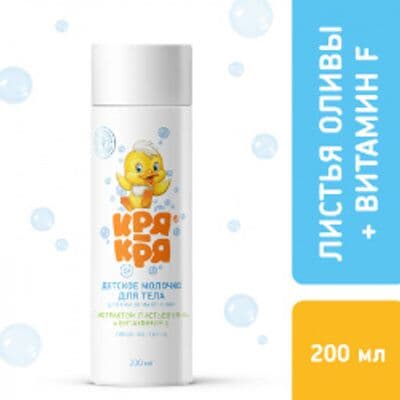 КРЯ-
КРЯ
ДЕТСКОЕ МОЛОЧКО
ДЛЯ ТЕЛА
200 мл
ЛИСТЬЯ ОЛИВЫ
+ ВИТАМИН F
200 мл